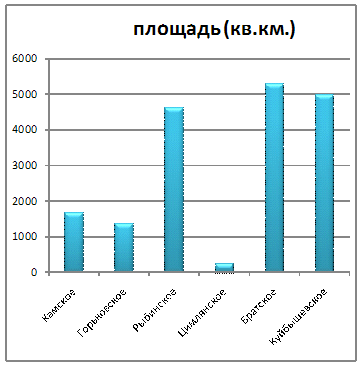 площадь (кв.км.)
6000
5000
4000
3000
2000
1000
0
Камское
Горьковское
Рыбинское
Цимлянское
Братское
Куйбышевское